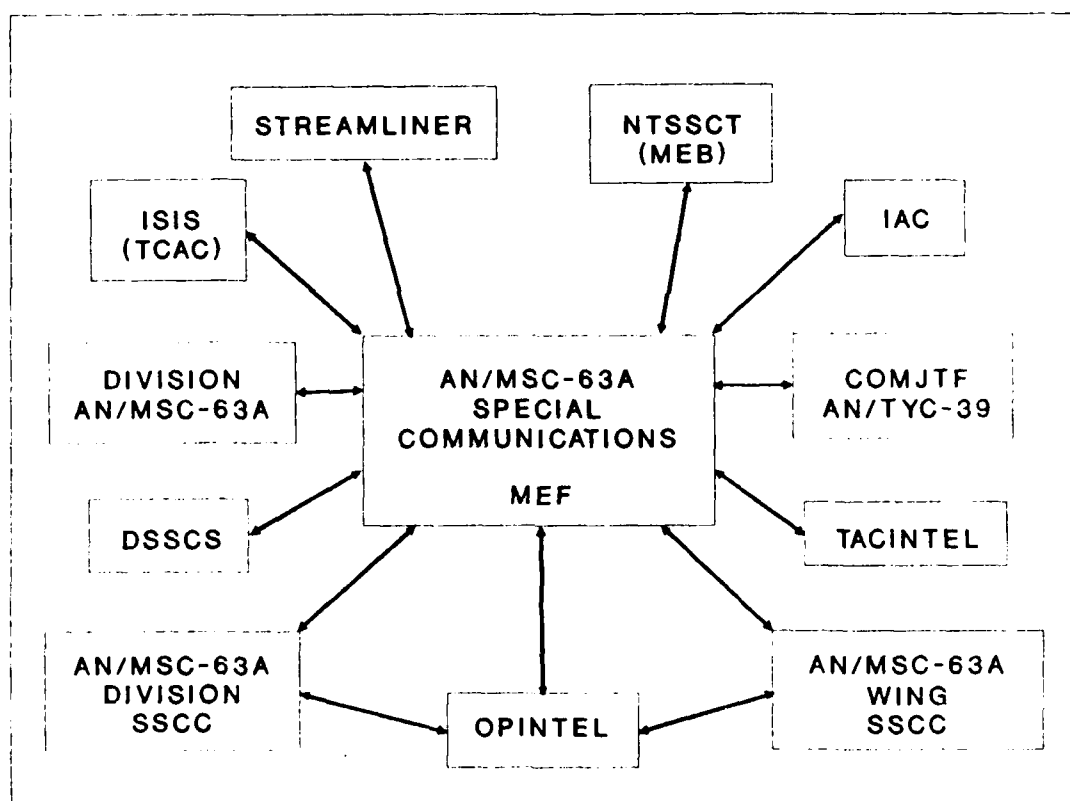 STREAMLINER
NTSSCT
(MEB)
ISIS
(TCAC)
IAC
DIVISION
AN/MSC-63A
AN/MSC-63A
SPECIAL
COMMUNICATIONS
MEF
COMJTF
AN/TYC-39
DSSCS
TACINTEL
AN/MSC-63A
DIVISION
SSCC
OPINTEL
AN/MSC-63A
WING
SSCC